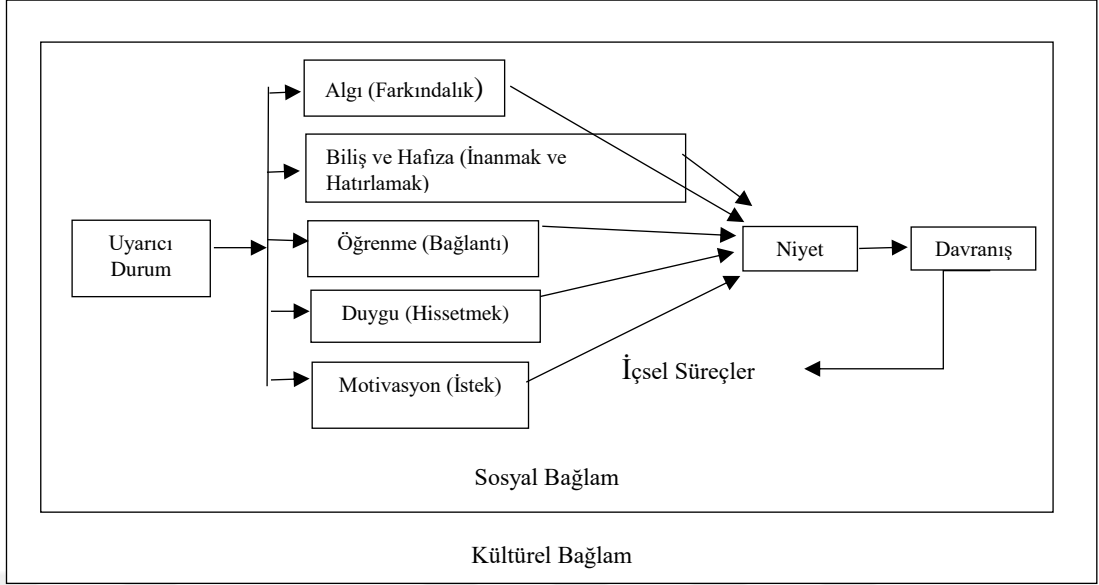 Algı (Farkındalık)
Biliş ve Hafıza (İnanmak ve
Hatırlamak)
Uyarıcı
Durum
Öğrenme (Bağlantı)
Niyet
Davranış
Duygu (Hissetmek)
Motivasyon (İstek)
İçsel Süreçler
Sosyal Bağlam
Kültürel Bağlam